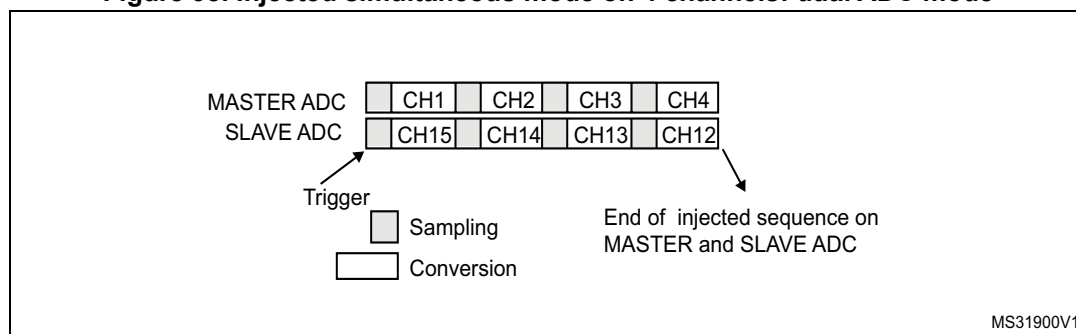 Figure Injected simultaneous mode on 4 channels: dual ADC mode
MASTER ADC CH1 CH2 CH3 CH4
SLAVE ADC CH15 CH14 CH13 CH12
Trigger
Sampling
Conversion
End of injected sequence on
MASTER and SLAVE ADC
MS31900V1